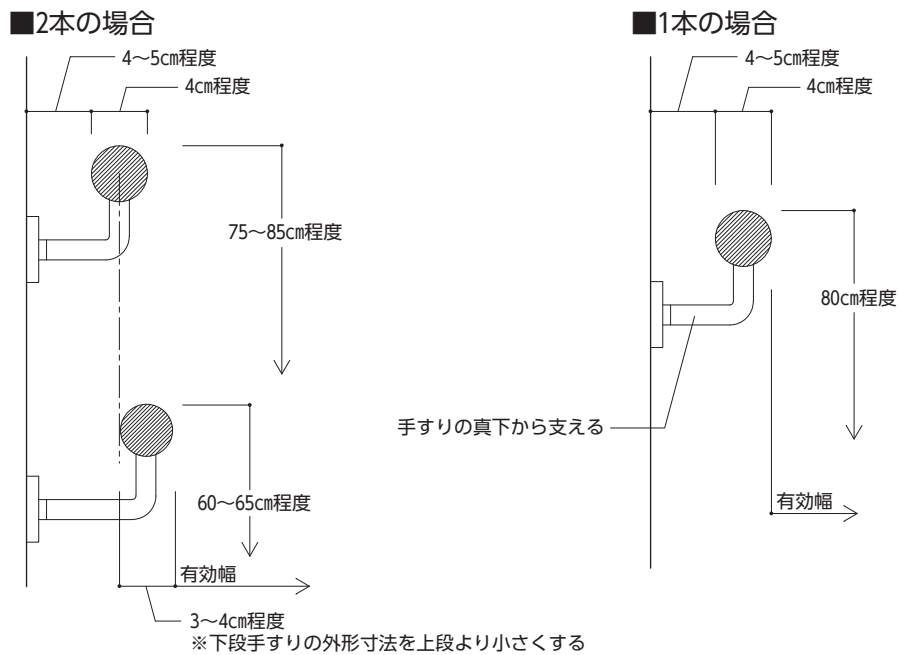 ■2本の場合
4～5cm程度
4cm程度
75～85cm程度
60～65cm程度
有効幅
3～4cm程度
※下段手すりの外形寸法を上段より小さくする
■1本の場合
4～5cm程度
4cm程度
80cm程度
手すりの真下から支える
有効幅